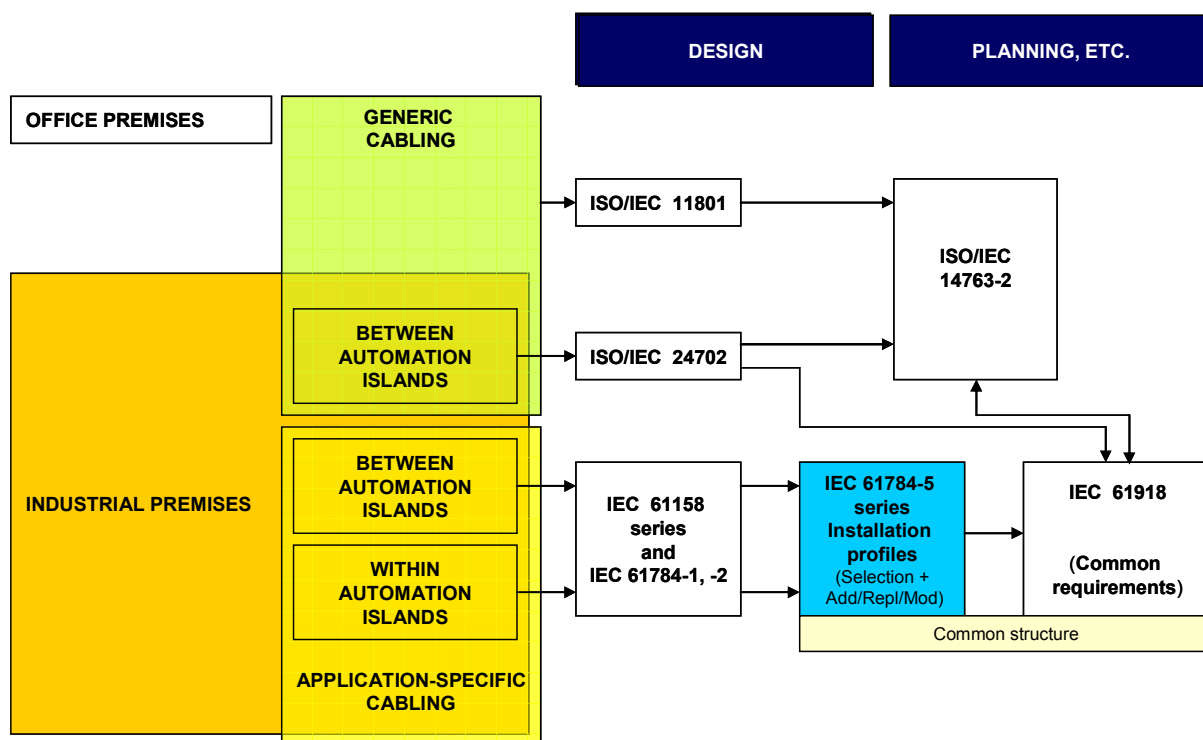 DESIGN
PLANNING, ETC.
OFFICE PREMISES
GENERIC
CABLING
ISO/IEC 11801
ISO/IEC
14763-2
BETWEEN
AUTOMATION
ISLANDS
ISO/IEC 24702
INDUSTRIAL PREMISES
BETWEEN
AUTOMATION
ISLANDS
WITHIN
AUTOMATION
ISLANDS
APPLICATION-SPECIFIC
CABLING
IEC 61158
series
and
IEC 61784-1, -2
IEC 61784-5
series
Installation
profiles
(Selection +
Add/Repl/Mod)
IEC 61918
(Common
requirements)
Common structure